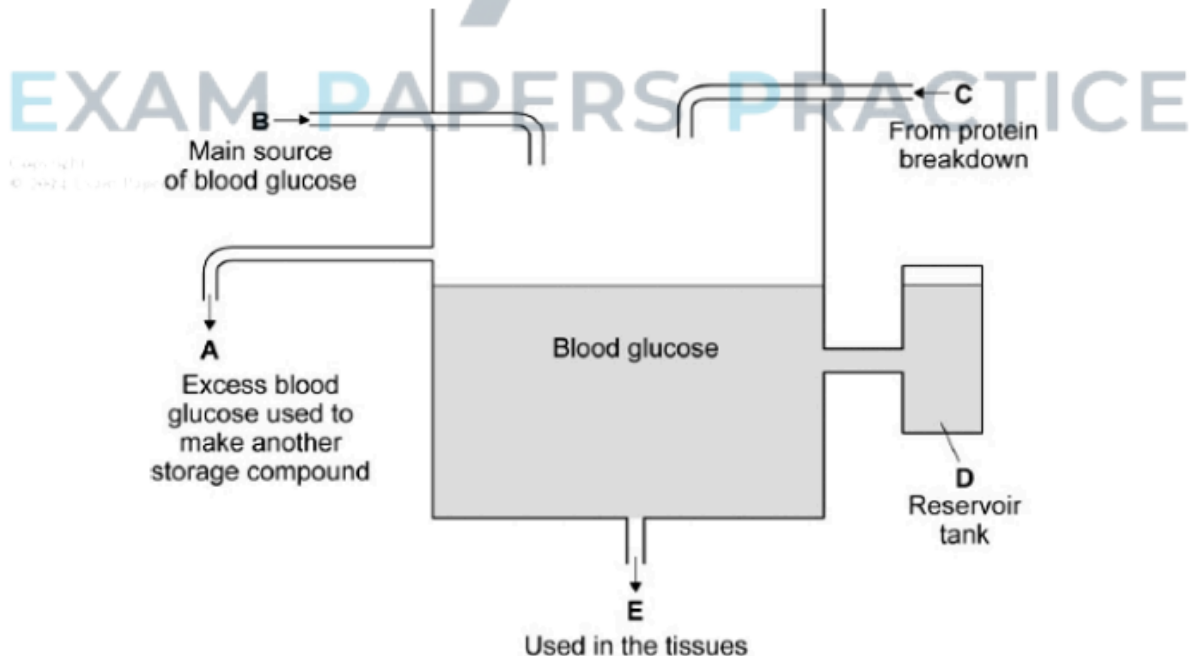 EXAM PAPERS PRACTICE
B
Main source
of blood glucose
C
From protein
breakdown
Copyright
A
Excess blood
glucose used to
make another
storage compound
Blood glucose
D
Reservoir
tank
E
Used in the tissues